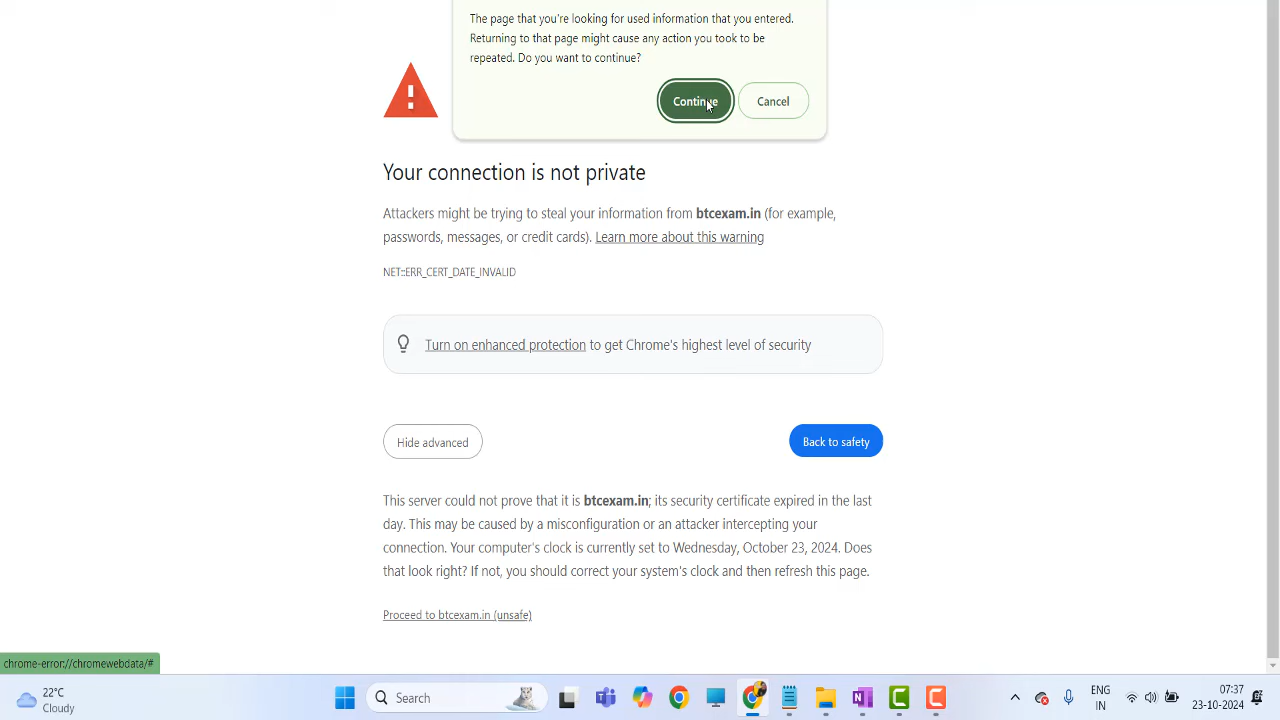 The page that you're looking for used information that you entered.
Returning to that page might cause any action you took to be
repeated. Do you want to continue?
Continue
Cancel
Your connection is not private
Attackers might be trying to steal your information from btcexam.in (for example,
passwords, messages, or credit cards). Learn more about this warning
NET::ERR_CERT_DATE_INVALID
Turn on enhanced protection to get Chrome's highest level of security
Hide advanced
Back to safety
This server could not prove that it is btcexam.in; its security certificate expired in the last
day. This may be caused by a misconfiguration or an attacker intercepting your
connection. Your computer's clock is currently set to Wednesday, October 23, 2024. Does
that look right? If not, you should correct your system's clock and then refresh this page.
Proceed to btcexam.in (unsafe)
chrome-error://chromewebdata/#
22°C
Cloudy
Search
ENG
IN
07:37
23-10-2024